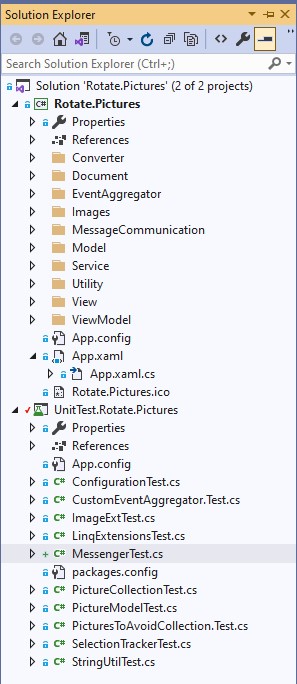 Solution Explorer
Search Solution Explorer (Ctrl+;)
Solution 'Rotate.Pictures' (2 of 2 projects)
C# Rotate.Pictures
Properties
References
Converter
Document
EventAggregator
Images
MessageCommunication
Model
Service
Utility
View
ViewModel
App.config
App.xaml
App.xaml.cs
Rotate.Pictures.ico
UnitTest.Rotate.Pictures
Properties
References
App.config
C# ConfigurationTest.cs
C# CustomEventAggregator.Test.cs
C# ImageExtTest.cs
C# LinqExtensionsTest.cs
C# MessengerTest.cs
packages.config
C# PictureCollectionTest.cs
C# PictureModelTest.cs
C# PicturesToAvoidCollection.Test.cs
C# SelectionTrackerTest.cs
C# StringUtilTest.cs